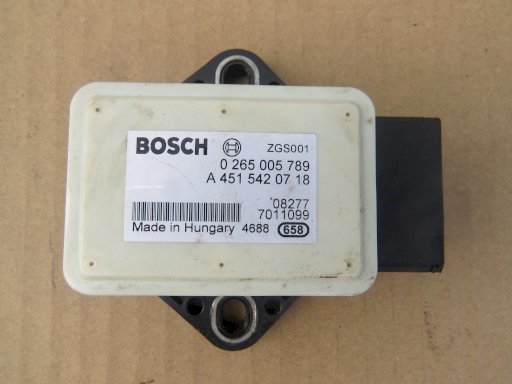 BOSCH ZGS001
0 265 005 789
A 451 542 07 18
08277
7011099
Made in Hungary 4688 658